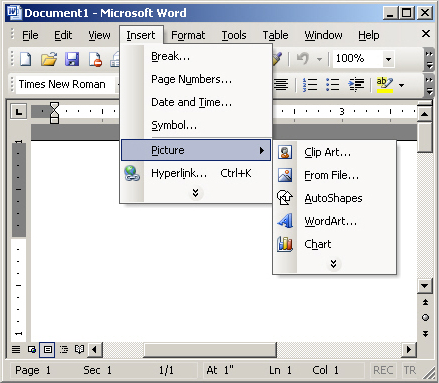 Document1 - Microsoft Word
File Edit View Insert Format Tools Table Window Help
100%
Times New Roman
Break...
Page Numbers...
Date and Time...
Symbol...
Picture
Hyperlink... Ctrl+K
Clip Art...
From File...
AutoShapes
WordArt...
Chart
3
1
1
Page 1 Sec 1 1/1 At 1" Ln 1 Col 1 REC TR